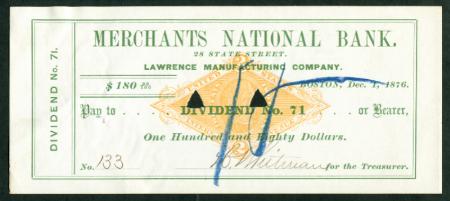 DIVIDEND No. 71.
MERCHANTS NATIONAL BANK.
28 STATE STREET.
LAWRENCE MANUFACTURING COMPANY.
$ 180
BOSTON, Dec. 1, 1876.
Pay to . . . DIVIDEND No. 71 . . . or Bearer,
One Hundred and Eighty Dollars.
No. 133
for the Treasurer.